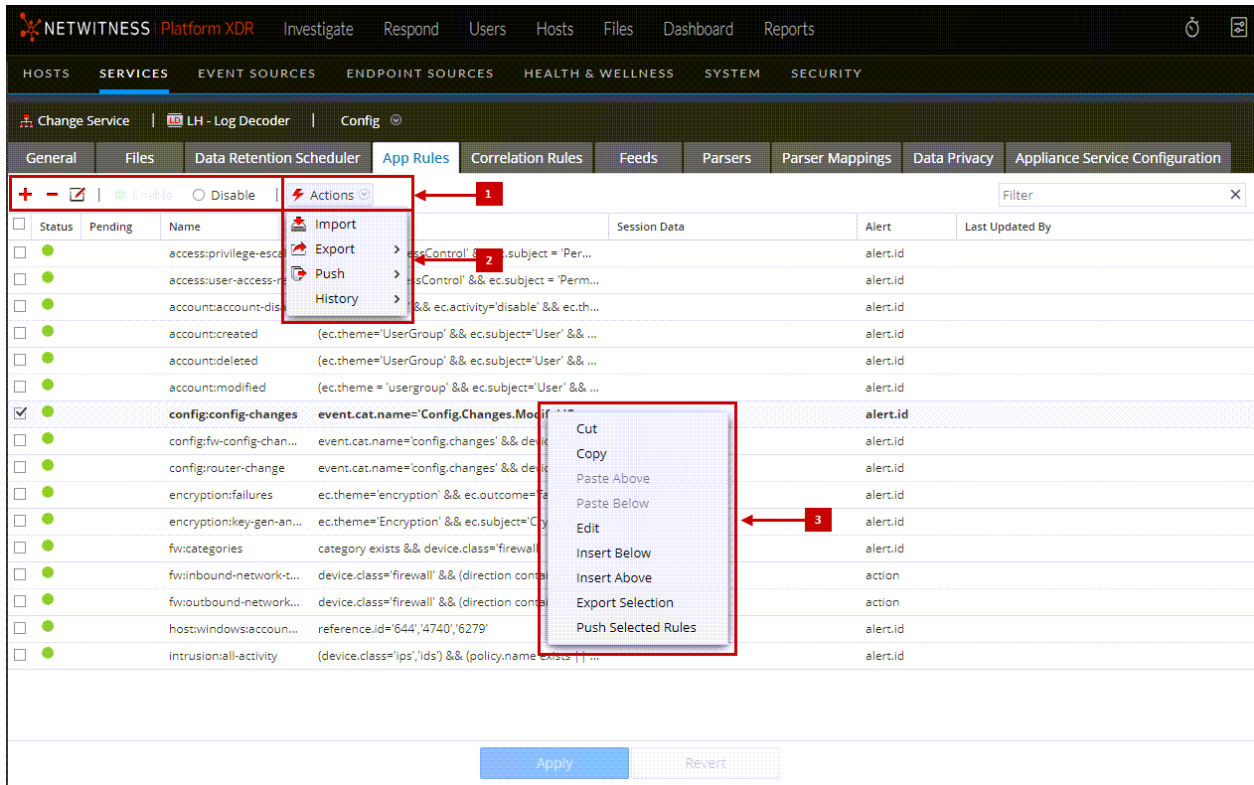 NETWITNESS Platform XDR Investigate Respond Users Hosts Files Dashboard Reports
HOSTS SERVICES EVENT SOURCES ENDPOINT SOURCES HEALTH & WELLNESS SYSTEM SECURITY
Change Service | LD LH - Log Decoder | Config
General Files Data Retention Scheduler App Rules Correlation Rules Feeds Parsers Parser Mappings Data Privacy Appliance Service Configuration
Enable Disable | Actions 1 Filter X
Status Pending Name Session Data Alert Last Updated By
Import
Export
Push
History
2
access:privilege-escal essControl' && ec.subject = 'Per... alert.id
access:user-access-r ssControl' && ec.subject = 'Perm... alert.id
account:account-dis && ec.activity='disable' && ec.th... alert.id
account:created (ec.theme='UserGroup' && ec.subject='User' && ... alert.id
account:deleted (ec.theme='UserGroup' && ec.subject='User' && ... alert.id
account:modified (ec.theme = 'usergroup' && ec.subject='User' && ... alert.id
config:config-changes event.cat.name='Config.Changes.Modif alert.id
config:fw-config-chan... event.cat.name='config.changes' && devic alert.id
config:router-change event.cat.name='config.changes' && devic alert.id
encryption:failures ec.theme='encryption' && ec.outcome='fa alert.id
encryption:key-gen-an... ec.theme='Encryption' && ec.subject='Cry alert.id
fw:categories category exists && device.class='firewall alert.id
fw:inbound-network-t... device.class='firewall' && (direction contai action
fw:outbound-network... device.class='firewall' && (direction contai action
host:windows:accoun... reference.id='644','4740','6279' alert.id
intrusion:all-activity (device.class='ips','ids') && (policy.name exists || ... alert.id
Cut
Copy
Paste Above
Paste Below
Edit
Insert Below
Insert Above
Export Selection
Push Selected Rules
3
Apply Revert